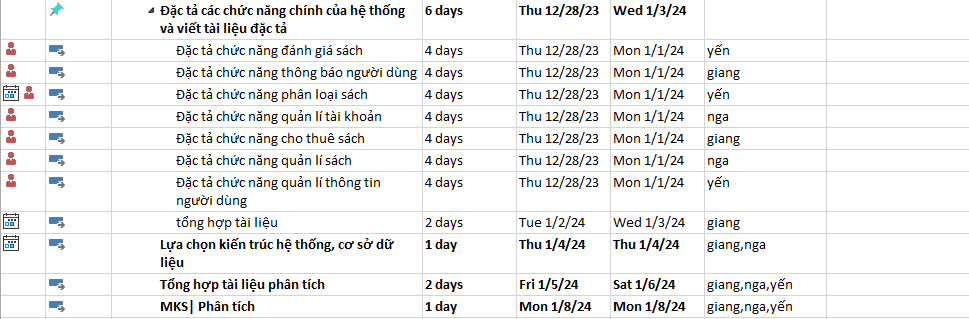 Đặc tả các chức năng chính của hệ thống 6 days Thu 12/28/23 Wed 1/3/24
và viết tài liệu đặc tả
Đặc tả chức năng đánh giá sách 4 days Thu 12/28/23 Mon 1/1/24 yến
Đặc tả chức năng thông báo người dùng 4 days Thu 12/28/23 Mon 1/1/24 giang
Đặc tả chức năng phân loại sách 4 days Thu 12/28/23 Mon 1/1/24 yến
Đặc tả chức năng quản lí tài khoản 4 days Thu 12/28/23 Mon 1/1/24 nga
Đặc tả chức năng cho thuê sách 4 days Thu 12/28/23 Mon 1/1/24 giang
Đặc tả chức năng quản lí sách 4 days Thu 12/28/23 Mon 1/1/24 nga
Đặc tả chức năng quản lí thông tin 4 days Thu 12/28/23 Mon 1/1/24 yến
người dùng
tổng hợp tài liệu 2 days Tue 1/2/24 Wed 1/3/24 giang
Lựa chọn kiến trúc hệ thống, cơ sở dữ 1 day Thu 1/4/24 Thu 1/4/24 giang,nga
liệu
Tổng hợp tài liệu phân tích 2 days Fri 1/5/24 Sat 1/6/24 giang,nga,yến
MKS| Phân tích 1 day Mon 1/8/24 Mon 1/8/24 giang,nga,yến